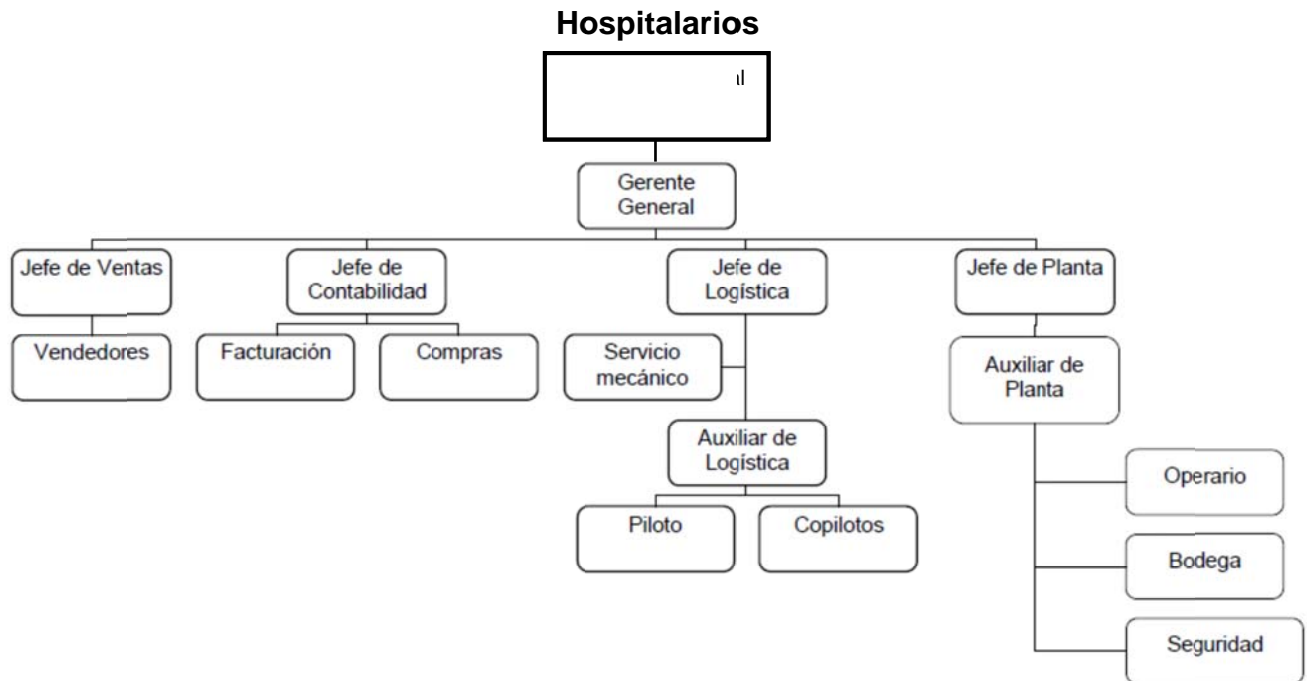 Hospitalarios
al
Gerente
General
Jefe de Ventas
Jefe de
Contabilidad
Jefe de
Logística
Jefe de Planta
Vendedores
Facturación
Compras
Servicio
mecánico
Auxiliar de
Planta
Auxiliar de
Logística
Piloto
Copilotos
Operario
Bodega
Seguridad